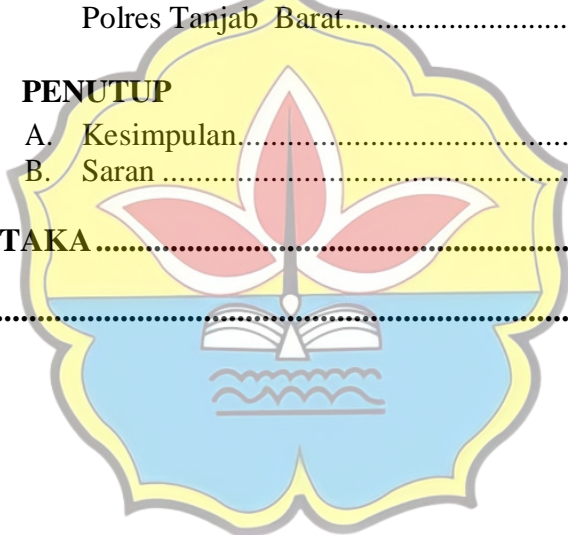 Polres Tanjab Barat..............................
PENUTUP
A. Kesimpulan..........................................
B. Saran ...................................................
TAKA...........................................................
........................................................................